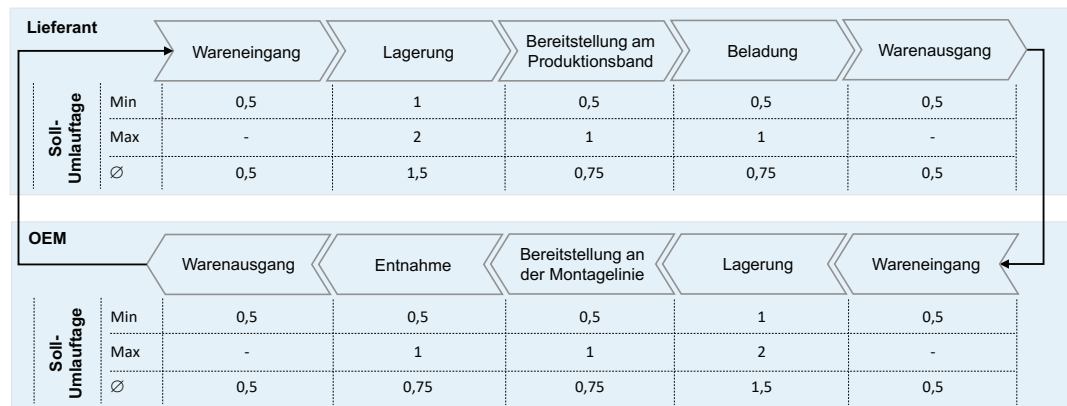 Lieferant
Wareneingang
Lagerung
Bereitstellung am
Produktionsband
Beladung
Warenausgang
Soll-
Umlauftage
Min 0,5 1 0,5 0,5 0,5
Max - 2 1 1 -
∅ 0,5 1,5 0,75 0,75 0,5
OEM
Warenausgang
Entnahme
Bereitstellung an
der Montagelinie
Lagerung
Wareneingang
Soll-
Umlauftage
Min 0,5 0,5 0,5 1 0,5
Max - 1 1 2 -
∅ 0,5 0,75 0,75 1,5 0,5